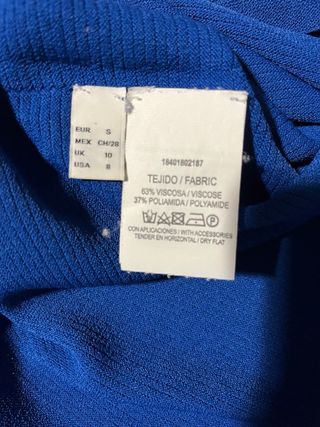 EUR S
MEX CH/28
UK 10
USA 8
18401802187
TEJIDO / FABRIC
63% VISCOSA / VISCOSE
37% POLIAMIDA / POLYAMIDE
CON APLICACIONES / WITH ACCESSORIES
TENDER EN HORIZONTAL / DRY FLAT